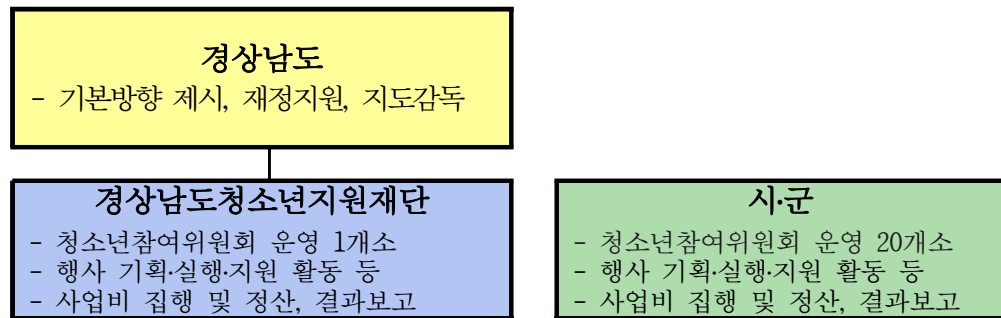 경상남도
- 기본방향 제시, 재정지원, 지도감독
경상남도청소년지원재단
- 청소년참여위원회 운영 1개소
- 행사 기획·실행·지원 활동 등
- 사업비 집행 및 정산, 결과보고
시·군
- 청소년참여위원회 운영 20개소
- 행사 기획·실행·지원 활동 등
- 사업비 집행 및 정산, 결과보고